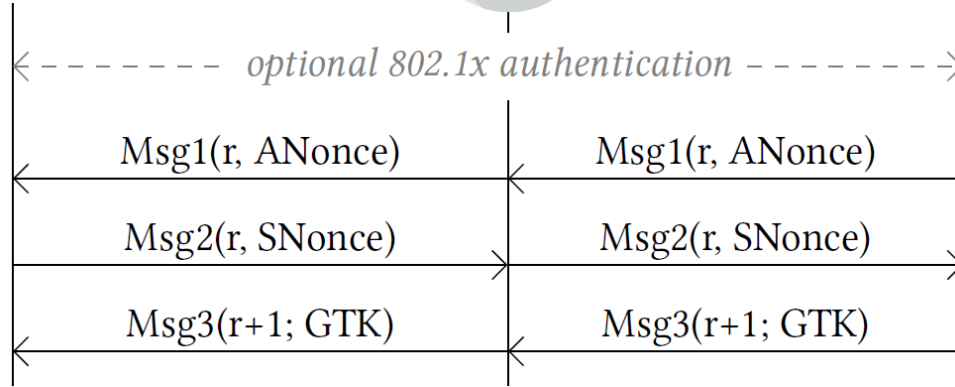 optional 802.1x authentication
Msg1(r, ANonce) Msg1(r, ANonce)
Msg2(r, SNonce) Msg2(r, SNonce)
Msg3(r+1; GTK) Msg3(r+1; GTK)